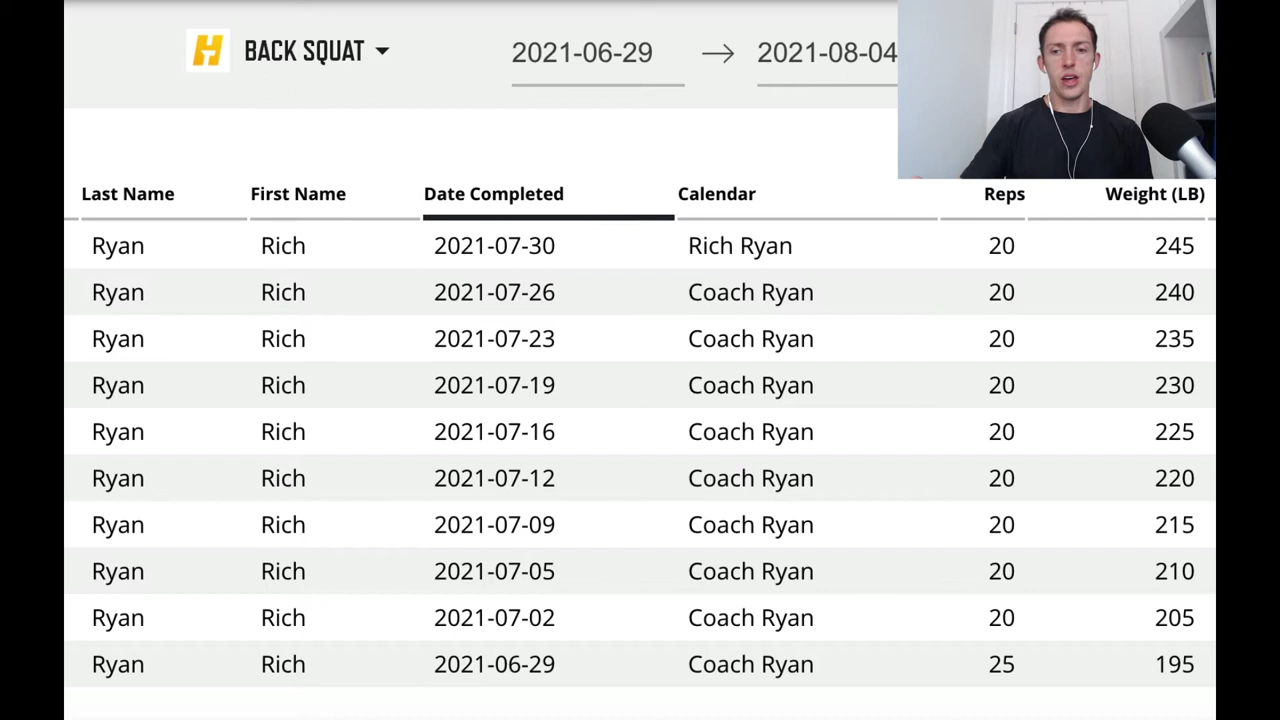 H BACK SQUAT 2021-06-29 → 2021-08-04
Last Name First Name Date Completed Calendar Reps Weight (LB)
Ryan Rich 2021-07-30 Rich Ryan 20 245
Ryan Rich 2021-07-26 Coach Ryan 20 240
Ryan Rich 2021-07-23 Coach Ryan 20 235
Ryan Rich 2021-07-19 Coach Ryan 20 230
Ryan Rich 2021-07-16 Coach Ryan 20 225
Ryan Rich 2021-07-12 Coach Ryan 20 220
Ryan Rich 2021-07-09 Coach Ryan 20 215
Ryan Rich 2021-07-05 Coach Ryan 20 210
Ryan Rich 2021-07-02 Coach Ryan 20 205
Ryan Rich 2021-06-29 Coach Ryan 25 195